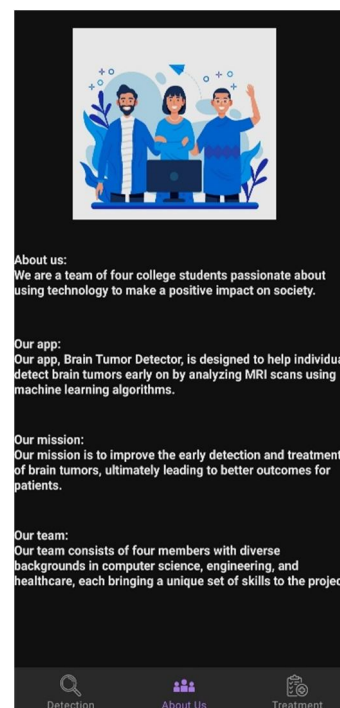 About us:
We are a team of four college students passionate about
using technology to make a positive impact on society.
Our app:
Our app, Brain Tumor Detector, is designed to help individua
detect brain tumors early on by analyzing MRI scans using
machine learning algorithms.
Our mission:
Our mission is to improve the early detection and treatment
of brain tumors, ultimately leading to better outcomes for
patients.
Our team:
Our team consists of four members with diverse
backgrounds in computer science, engineering, and
healthcare, each bringing a unique set of skills to the projec
Detection About Us Treatment